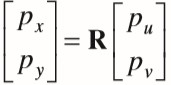 [p_x
p_y] = R [p_u
p_v]